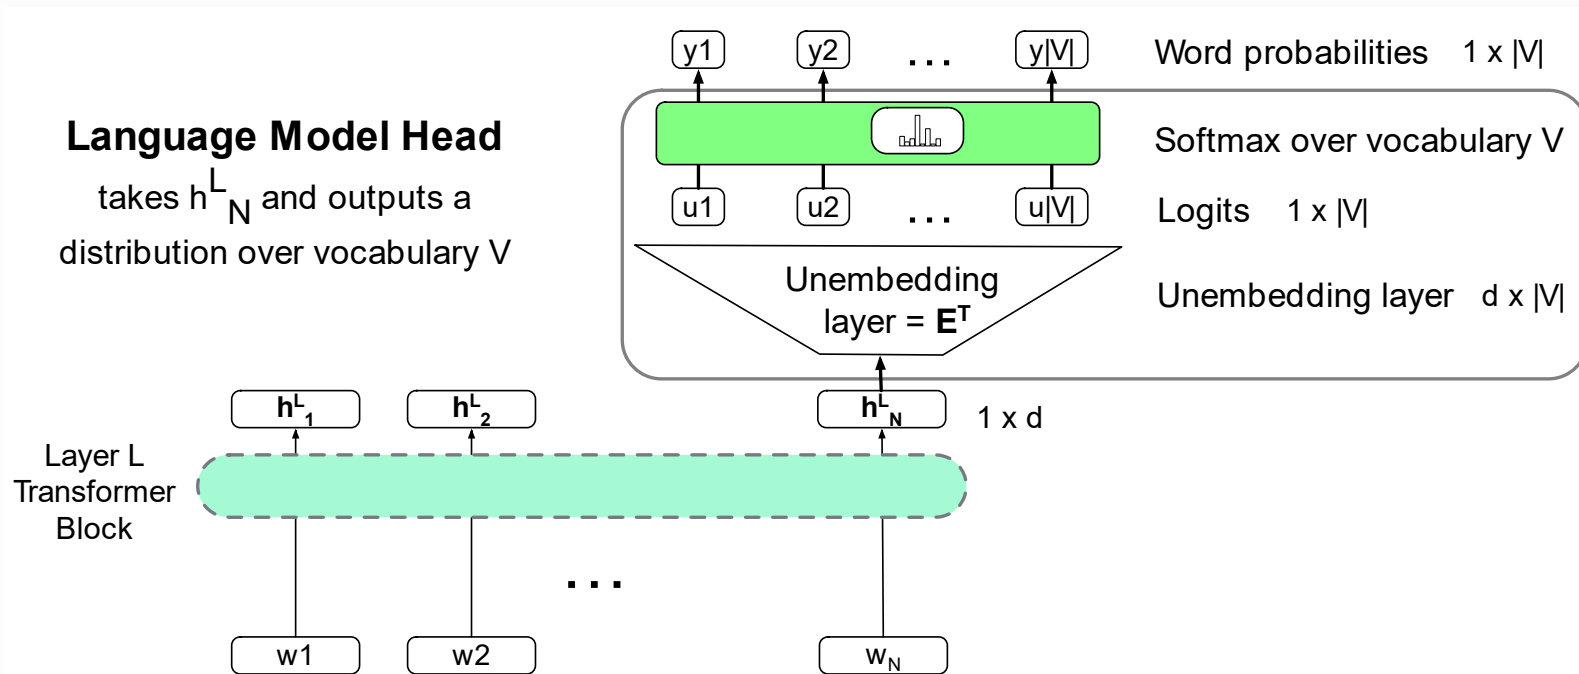 y1 y2 ... y|V| Word probabilities 1 x |V|
Language Model Head
takes h^L_N and outputs a
distribution over vocabulary V
Softmax over vocabulary V
u1 u2 ... u|V| Logits 1 x |V|
Unembedding
layer = E^T
Unembedding layer d x |V|
h^L_1 h^L_2 h^L_N 1 x d
Layer L
Transformer
Block
...
w1 w2 w_N